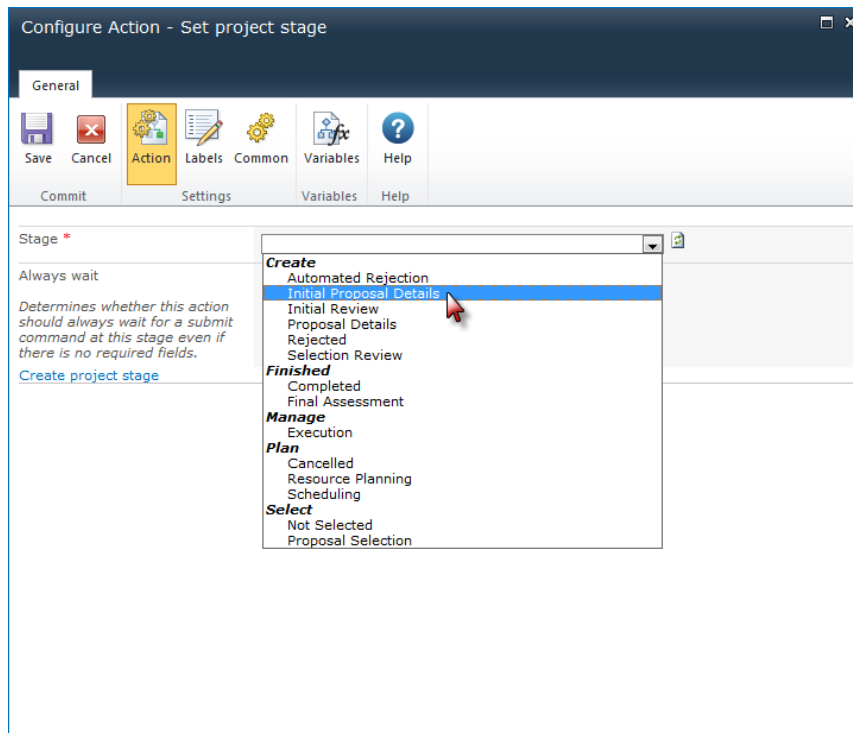 Configure Action - Set project stage
General
Save Cancel Action Labels Common Variables Help
Commit Settings Variables Help
Stage *
Create
Automated Rejection
Initial Proposal Details
Initial Review
Proposal Details
Rejected
Selection Review
Finished
Completed
Final Assessment
Manage
Execution
Plan
Cancelled
Resource Planning
Scheduling
Select
Not Selected
Proposal Selection
Always wait
Determines whether this action
should always wait for a submit
command at this stage even if
there is no required fields.
Create project stage